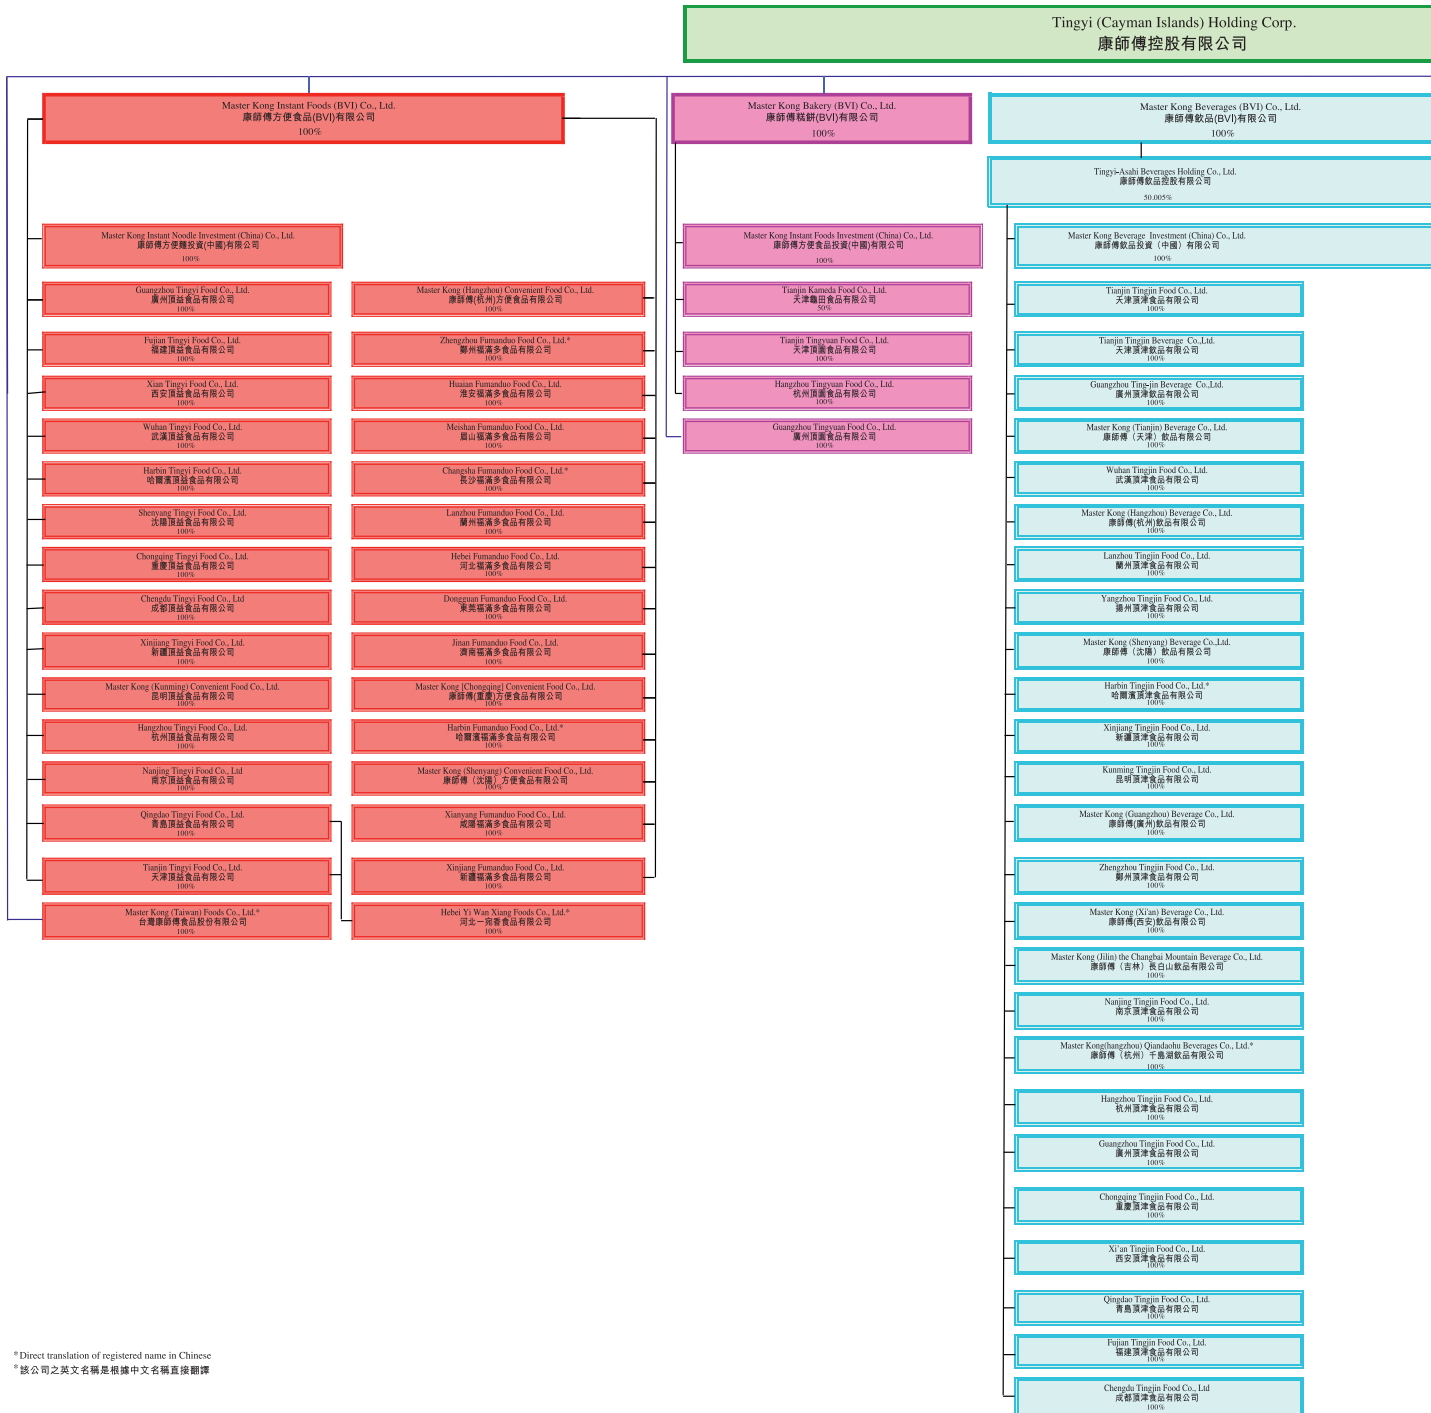 Tingyi (Cayman Islands) Holding Corp.
康師傅控股有限公司
Master Kong Instant Foods (BVI) Co., Ltd.
康師傅方便食品(BVI)有限公司
100%
Master Kong Instant Noodle Investment (China) Co., Ltd.
康師傅方便麵投資(中國)有限公司
100%
Guangzhou Tingyi Food Co., Ltd.
廣州頂益食品有限公司
100%
Fujian Tingyi Food Co., Ltd.
福建頂益食品有限公司
100%
Xian Tingyi Food Co., Ltd.
西安頂益食品有限公司
100%
Wuhan Tingyi Food Co., Ltd.
武漢頂益食品有限公司
100%
Harbin Tingyi Food Co., Ltd.
哈爾濱頂益食品有限公司
100%
Shenyang Tingyi Food Co., Ltd.
沈陽頂益食品有限公司
100%
Chongqing Tingyi Food Co., Ltd.
重慶頂益食品有限公司
100%
Chengdu Tingyi Food Co., Ltd
成都頂益食品有限公司
100%
Xinjiang Tingyi Food Co., Ltd.
新疆頂益食品有限公司
100%
Master Kong (Kunming) Convenient Food Co., Ltd.
昆明頂益食品有限公司
100%
Hangzhou Tingyi Food Co., Ltd.
杭州頂益食品有限公司
100%
Nanjing Tingyi Food Co., Ltd
南京頂益食品有限公司
100%
Qingdao Tingyi Food Co., Ltd.
青島頂益食品有限公司
100%
Tianjin Tingyi Food Co., Ltd.
天津頂益食品有限公司
100%
Master Kong (Taiwan) Foods Co., Ltd.*
台灣康師傅食品股份有限公司
100%
Master Kong (Hangzhou) Convenient Food Co., Ltd.
康師傅(杭州)方便食品有限公司
100%
Zhengzhou Fumanduo Food Co., Ltd.*
鄭州福滿多食品有限公司
100%
Huaian Fumanduo Food Co., Ltd.
淮安福滿多食品有限公司
100%
Meishan Fumanduo Food Co., Ltd.
眉山福滿多食品有限公司
100%
Changsha Fumanduo Food Co., Ltd.*
長沙福滿多食品有限公司
100%
Lanzhou Fumanduo Food Co., Ltd.
蘭州福滿多食品有限公司
100%
Hebei Fumanduo Food Co., Ltd.
河北福滿多食品有限公司
100%
Dongguan Fumanduo Food Co., Ltd.
東莞福滿多食品有限公司
100%
Jinan Fumanduo Food Co., Ltd.
濟南福滿多食品有限公司
100%
Master Kong [Chongqing] Convenient Food Co., Ltd.
康師傅(重慶)方便食品有限公司
100%
Harbin Fumanduo Food Co., Ltd.*
哈爾濱福滿多食品有限公司
100%
Master Kong (Shenyang) Convenient Food Co., Ltd.
康師傅（沈陽）方便食品有限公司
100%
Xianyang Fumanduo Food Co., Ltd.
咸陽福滿多食品有限公司
100%
Xinjiang Fumanduo Food Co., Ltd.
新疆福滿多食品有限公司
100%
Hebei Yi Wan Xiang Foods Co., Ltd.*
河北一宛香食品有限公司
100%
Master Kong Bakery (BVI) Co., Ltd.
康師傅糕餅(BVI)有限公司
100%
Master Kong Instant Foods Investment (China) Co., Ltd.
康師傅方便食品投資(中國)有限公司
100%
Tianjin Kameda Food Co., Ltd.
天津龜田食品有限公司
50%
Tianjin Tingyuan Food Co., Ltd.
天津頂園食品有限公司
100%
Hangzhou Tingyuan Food Co., Ltd.
杭州頂園食品有限公司
100%
Guangzhou Tingyuan Food Co., Ltd.
廣州頂園食品有限公司
100%
Master Kong Beverages (BVI) Co., Ltd.
康師傅飲品(BVI)有限公司
100%
Tingyi-Asahi Beverages Holding Co., Ltd.
康師傅飲品控股有限公司
50.005%
Master Kong Beverage Investment (China) Co., Ltd.
康師傅飲品投資（中國）有限公司
100%
Tianjin Tingjin Food Co., Ltd.
天津頂津食品有限公司
100%
Tianjin Tingjin Beverage Co.,Ltd.
天津頂津飲品有限公司
100%
Guangzhou Ting-jin Beverage Co.,Ltd.
廣州頂津飲品有限公司
100%
Master Kong (Tianjin) Beverage Co., Ltd.
康師傅（天津）飲品有限公司
100%
Wuhan Tingjin Food Co., Ltd.
武漢頂津食品有限公司
100%
Master Kong (Hangzhou) Beverage Co., Ltd.
康師傅(杭州)飲品有限公司
100%
Lanzhou Tingjin Food Co., Ltd.
蘭州頂津食品有限公司
100%
Yangzhou Tingjin Food Co., Ltd.
揚州頂津食品有限公司
100%
Master Kong (Shenyang) Beverage Co.,Ltd.
康師傅（沈陽）飲品有限公司
100%
Harbin Tingjin Food Co., Ltd.*
哈爾濱頂津食品有限公司
100%
Xinjiang Tingjin Food Co., Ltd.
新疆頂津食品有限公司
100%
Kunming Tingjin Food Co., Ltd.
昆明頂津食品有限公司
100%
Master Kong (Guangzhou) Beverage Co., Ltd.
康師傅(廣州)飲品有限公司
100%
Zhengzhou Tingjin Food Co., Ltd.
鄭州頂津食品有限公司
100%
Master Kong (Xi'an) Beverage Co., Ltd.
康師傅(西安)飲品有限公司
100%
Master Kong (Jilin) the Changbai Mountain Beverage Co., Ltd.
康師傅（吉林）長白山飲品有限公司
100%
Nanjing Tingjin Food Co., Ltd.
南京頂津食品有限公司
100%
Master Kong(hangzhou) Qiandaohu Beverages Co., Ltd.*
康師傅（杭州）千島湖飲品有限公司
100%
Hangzhou Tingjin Food Co., Ltd.
杭州頂津食品有限公司
100%
Guangzhou Tingjin Food Co., Ltd.
廣州頂津食品有限公司
100%
Chongqing Tingjin Food Co., Ltd.
重慶頂津食品有限公司
100%
Xi'an Tingjin Food Co., Ltd.
西安頂津食品有限公司
100%
Qingdao Tingjin Food Co., Ltd.
青島頂津食品有限公司
100%
Fujian Tingjin Food Co., Ltd.
福建頂津食品有限公司
100%
Chengdu Tingjin Food Co., Ltd
成都頂津食品有限公司
100%
*Direct translation of registered name in Chinese
*該公司之英文名稱是根據中文名稱直接翻譯